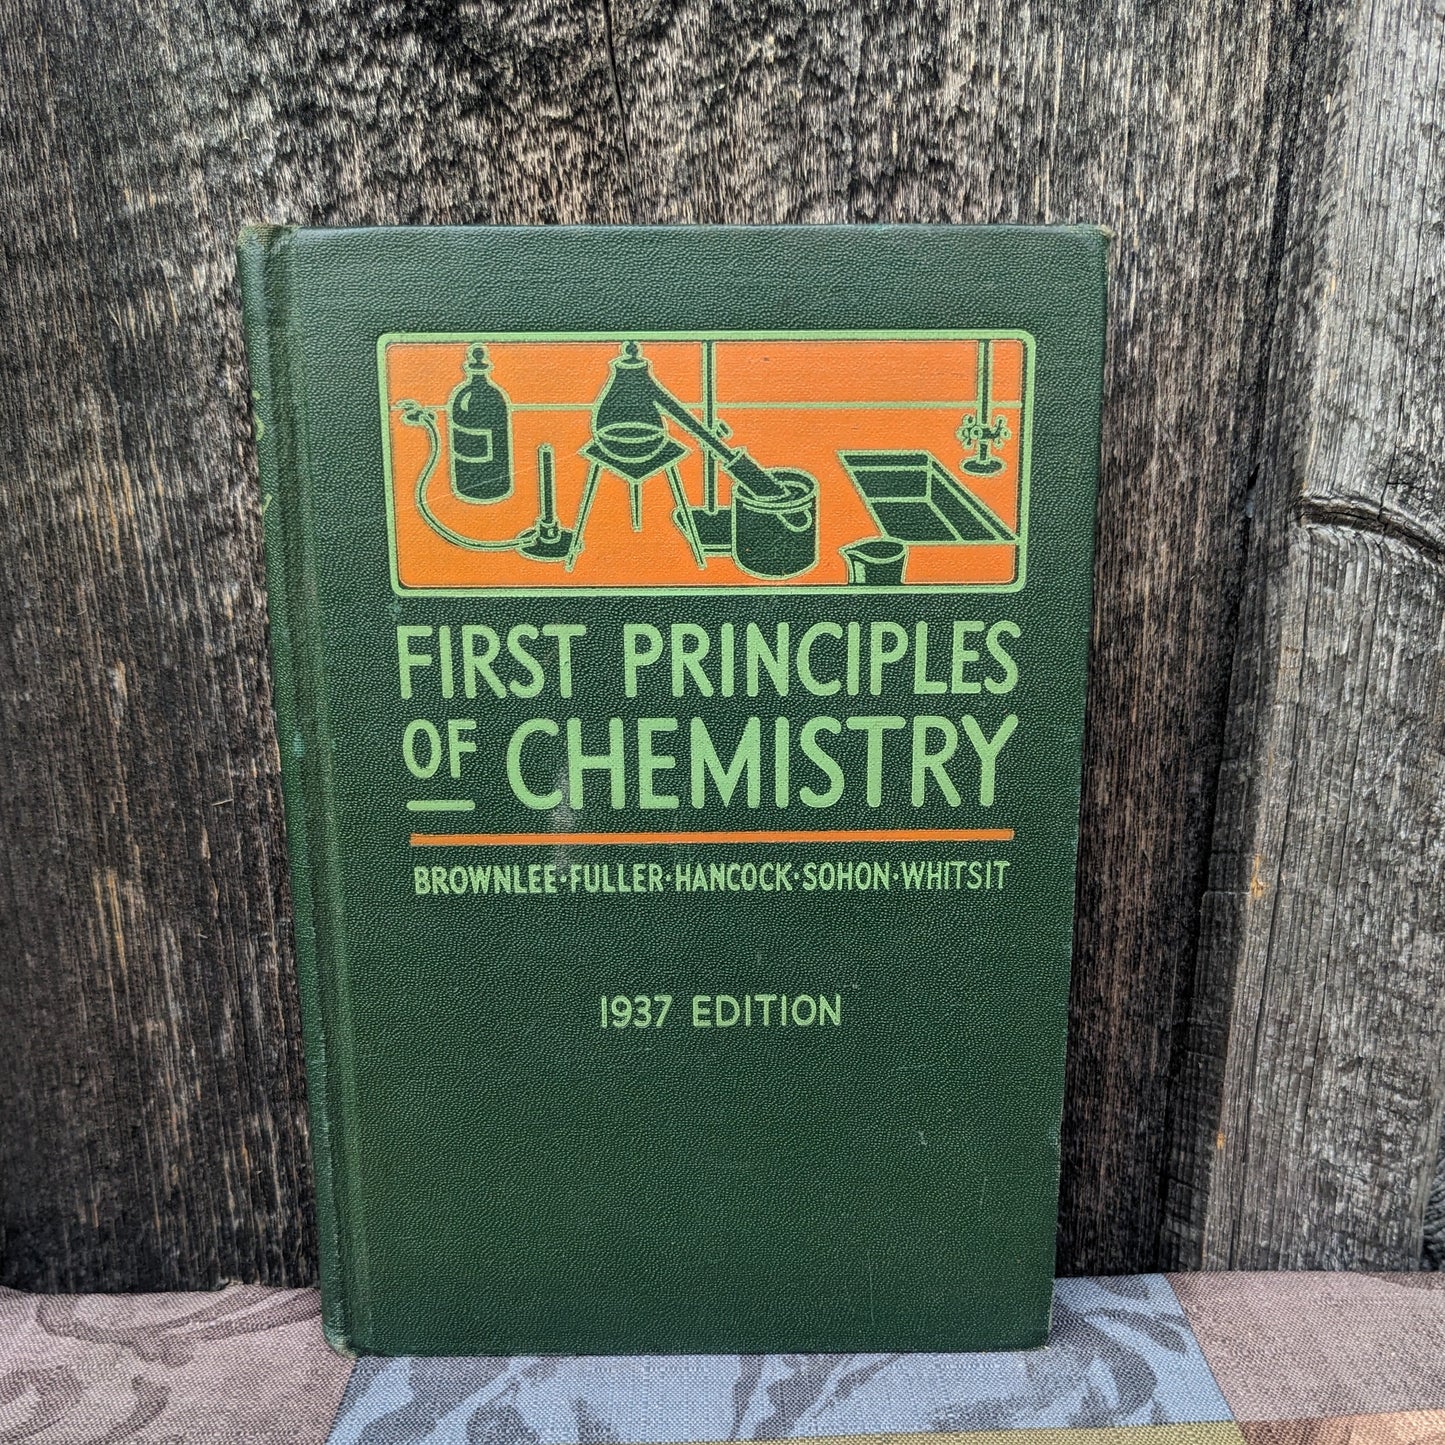 FIRST PRINCIPLES
OF CHEMISTRY
BROWNLEE·FULLER·HANCOCK·SOHON·WHITSIT
1937 EDITION